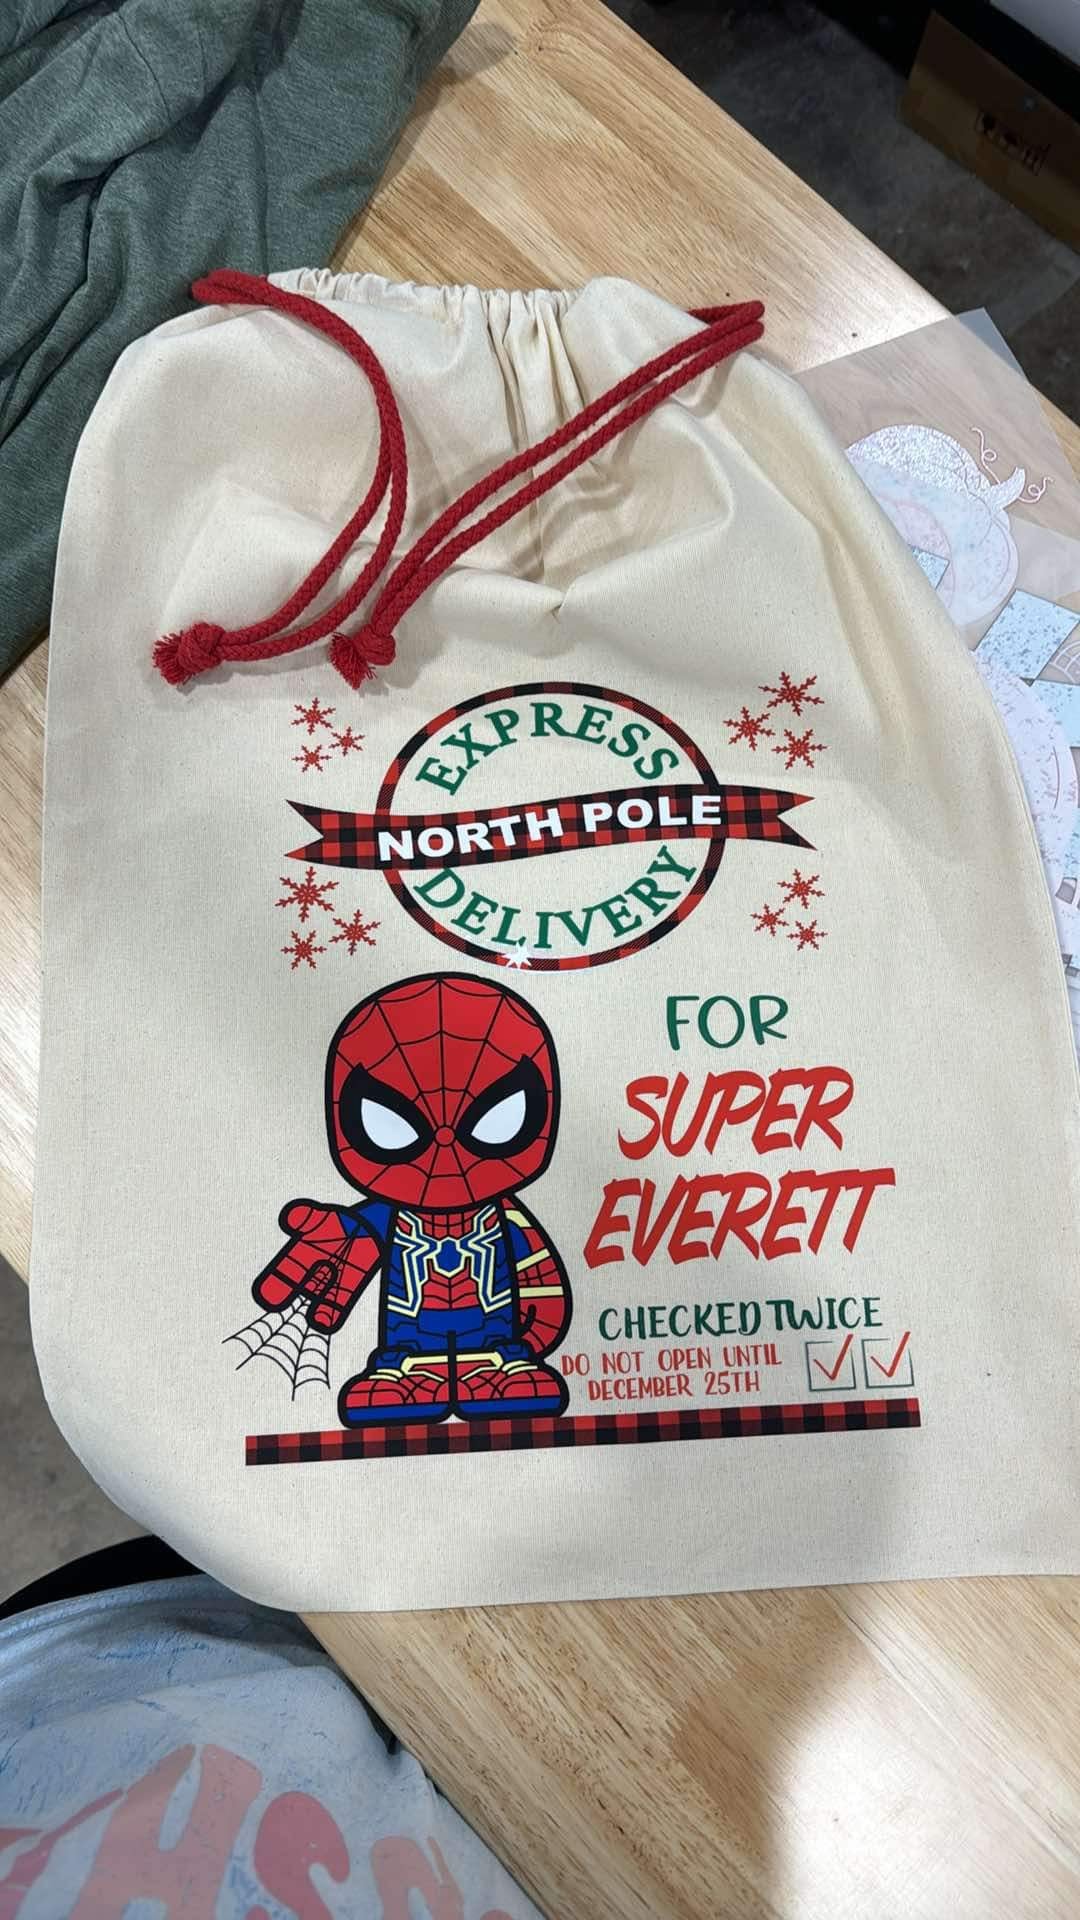 EXPRESS
NORTH POLE
DELIVERY
FOR
SUPER
EVERETT
CHECKED TWICE
DO NOT OPEN UNTIL
DECEMBER 25TH